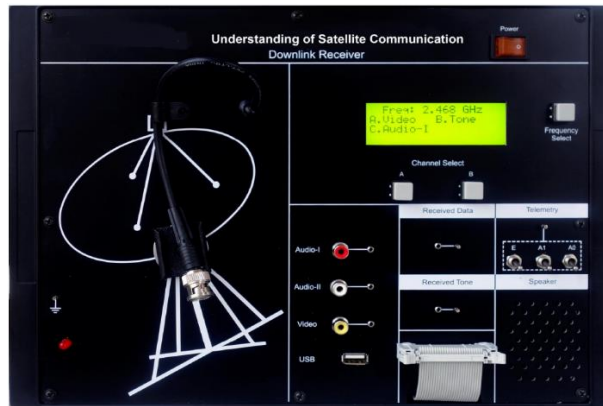 Understanding of Satellite Communication
Downlink Receiver
Power
Freq: 2.468 GHz
A.Video B.Tone
C.Audio-I
Frequency
Select
Channel Select
A B
Received Data
Telemetry
E A1 A2
Audio-I
Audio-II
Video
USB
Received Tone
Speaker